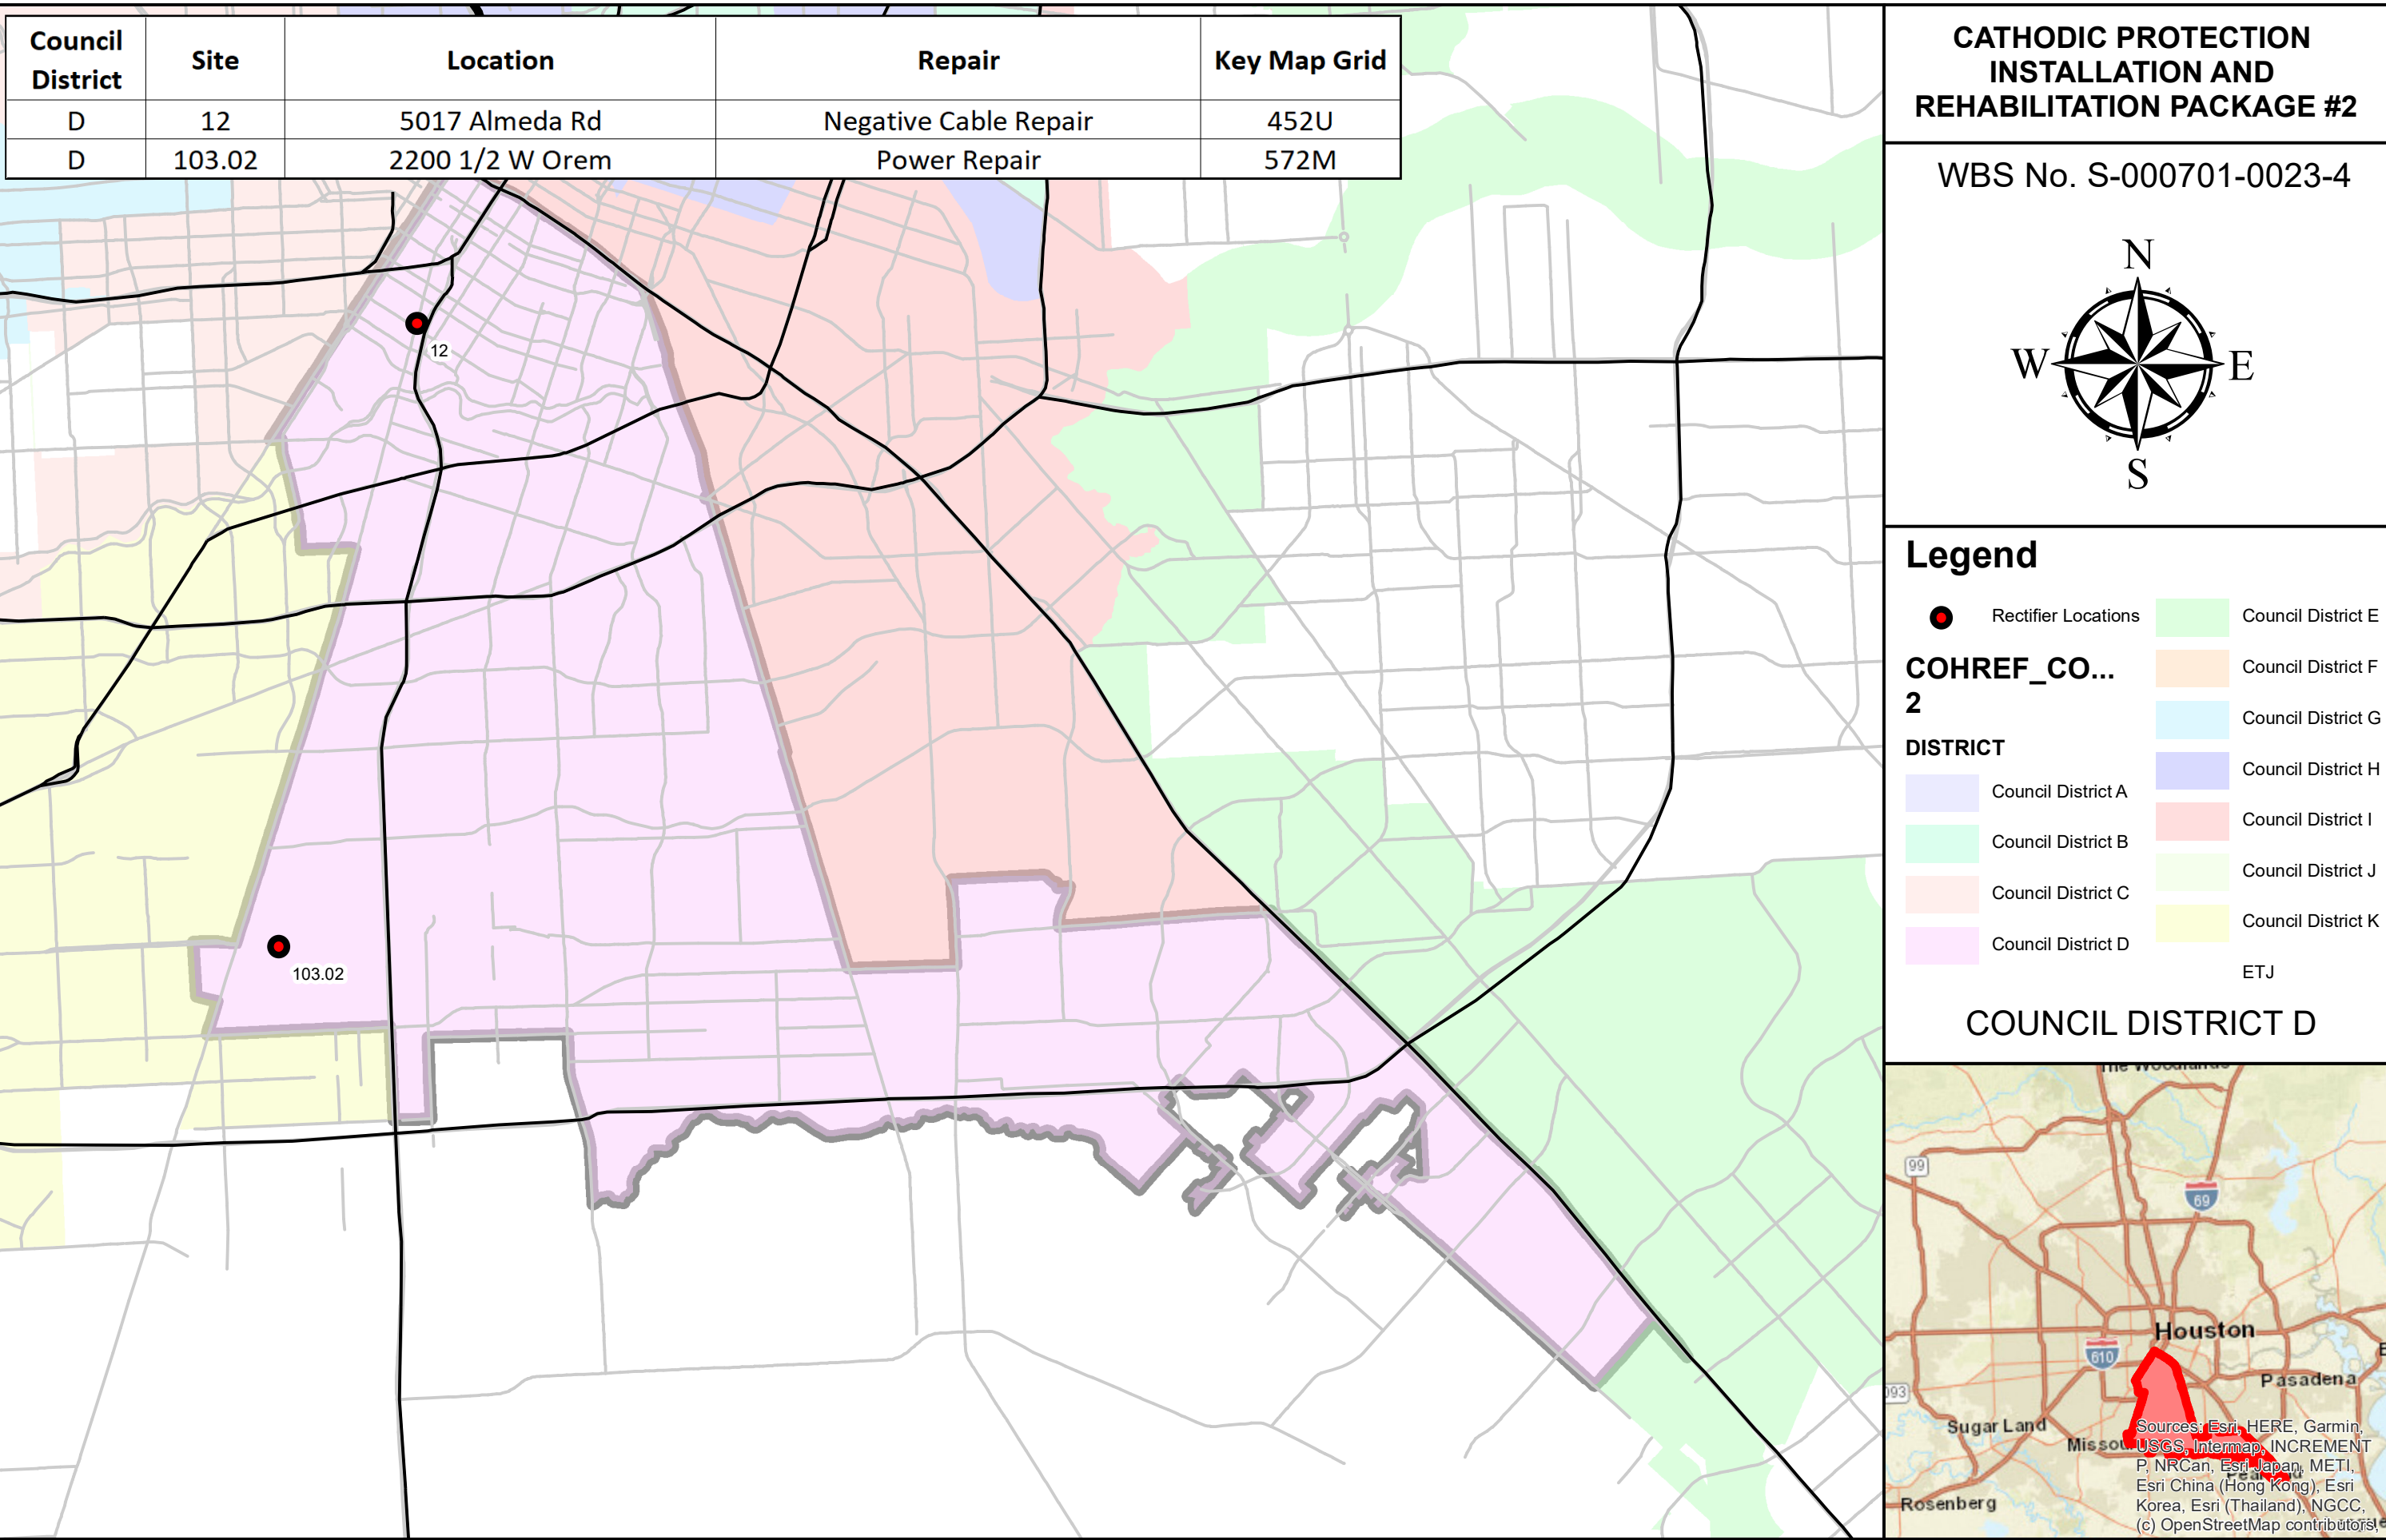 Council District	Site	Location	Repair	Key Map Grid
D	12	5017 Almeda Rd	Negative Cable Repair	452U
D	103.02	2200 1/2 W Orem	Power Repair	572M
12
103.02
CATHODIC PROTECTION
INSTALLATION AND
REHABILITATION PACKAGE #2
WBS No. S-000701-0023-4
N
W E
S
Legend
Rectifier Locations
COHREF_CO...
2
DISTRICT
Council District A
Council District B
Council District C
Council District D
Council District E
Council District F
Council District G
Council District H
Council District I
Council District J
Council District K
ETJ
COUNCIL DISTRICT D
The Woodlands
99
69
Houston
610
Pasadena
093
Sugar Land
Rosenberg
Sources: Esri, HERE, Garmin,
USGS, Intermap, INCREMENT
P, NRCan, Esri Japan, METI,
Esri China (Hong Kong), Esri
Korea, Esri (Thailand), NGCC,
(c) OpenStreetMap contributors,